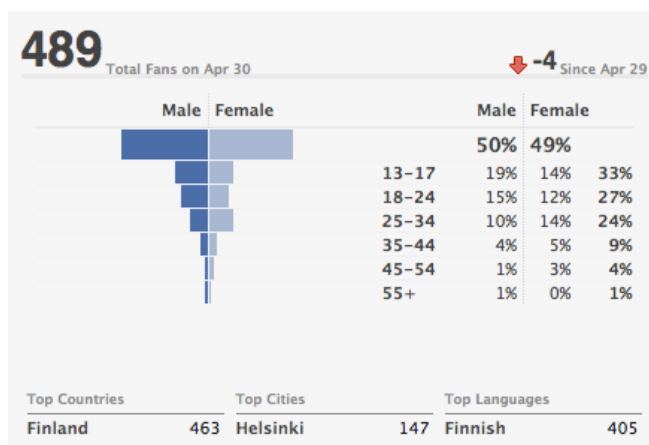 489 Total Fans on Apr 30 -4 Since Apr 29
Male Female Male Female
50% 49%
13-17 19% 14% 33%
18-24 15% 12% 27%
25-34 10% 14% 24%
35-44 4% 5% 9%
45-54 1% 3% 4%
55+ 1% 0% 1%
Top Countries Top Cities Top Languages
Finland 463 Helsinki 147 Finnish 405